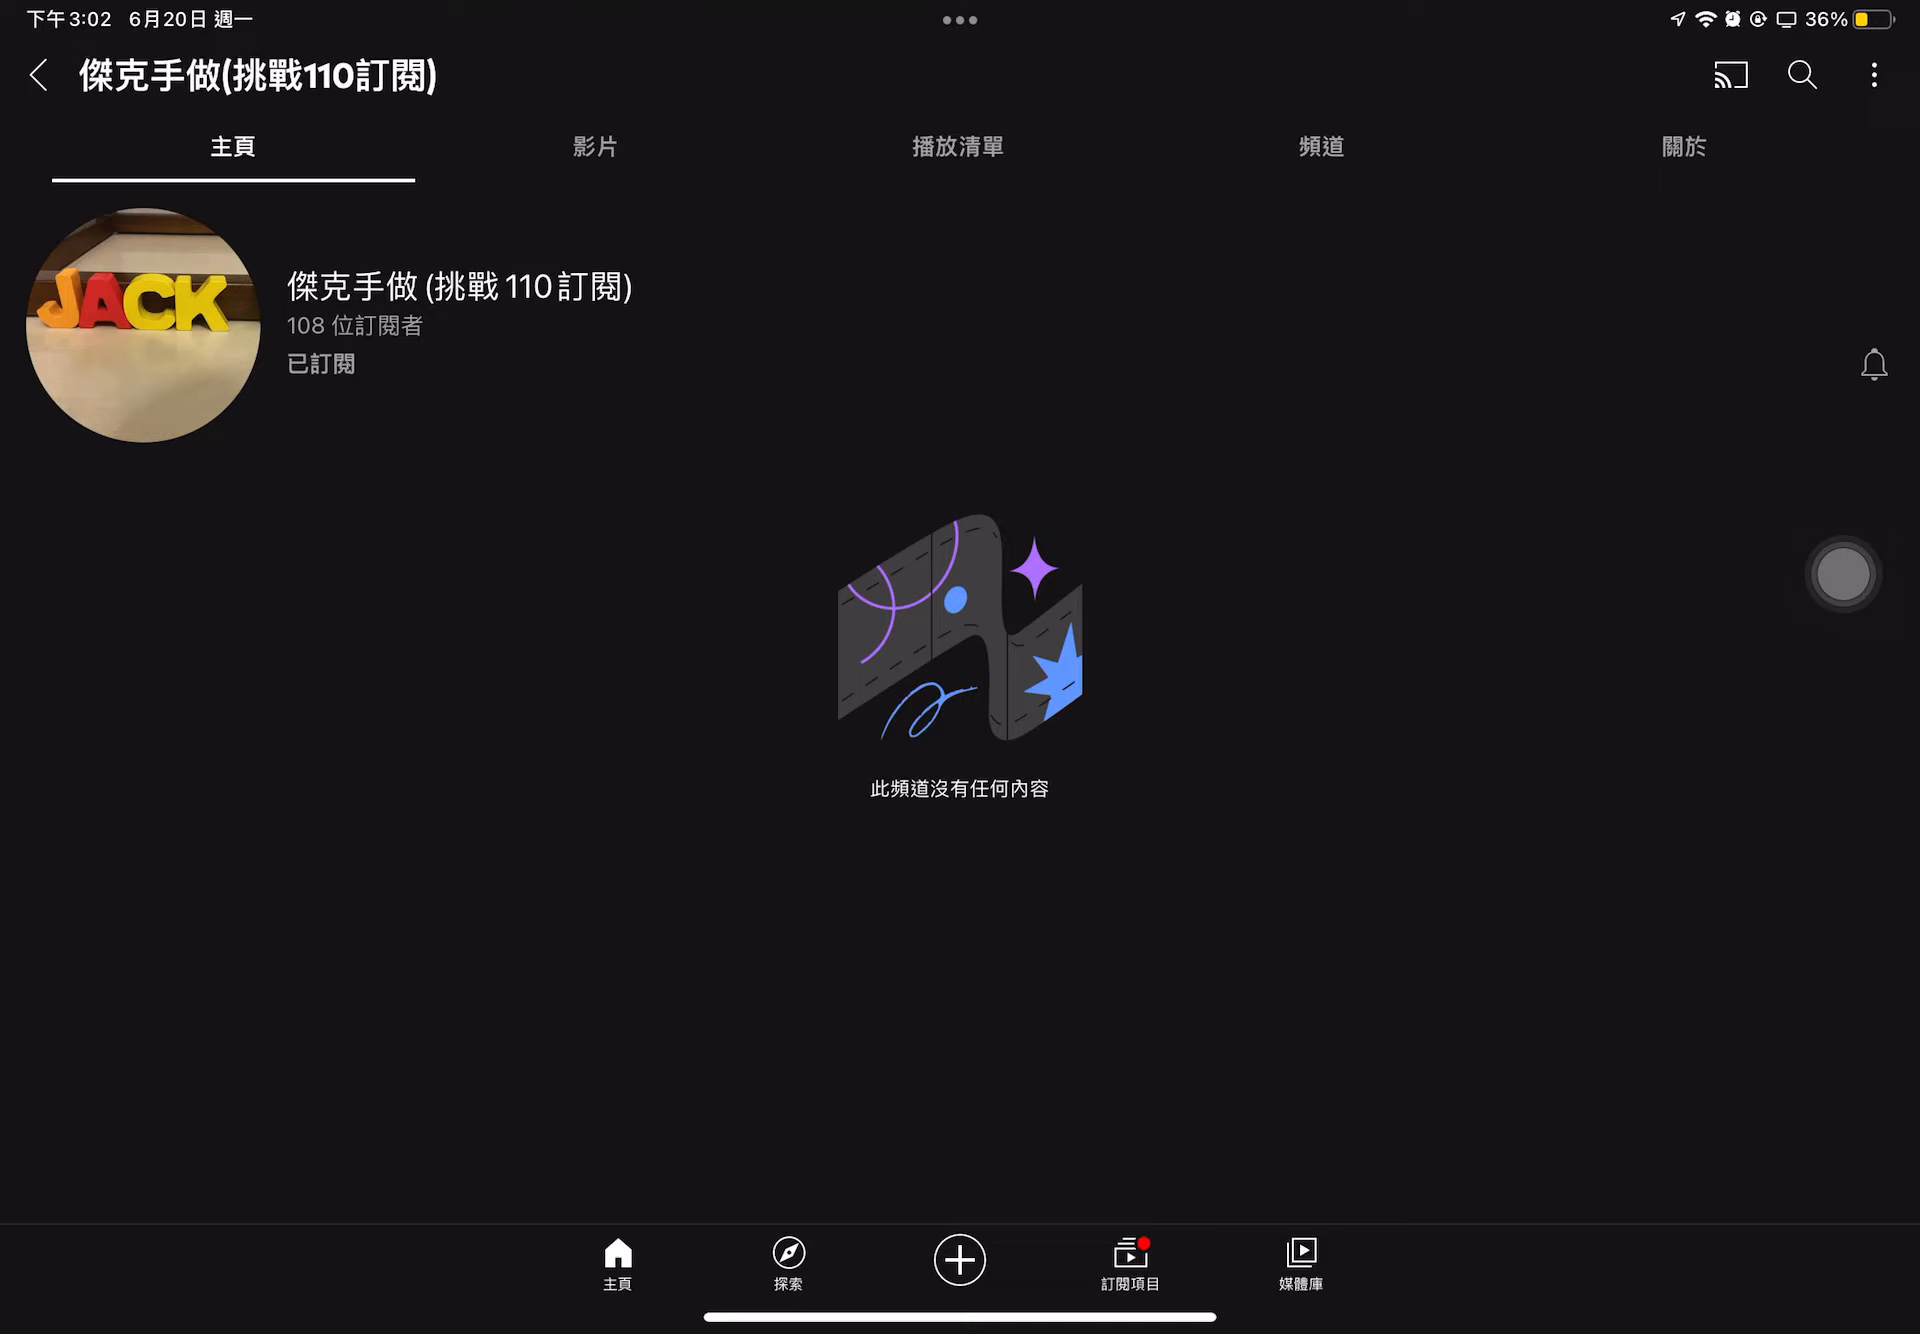 下午3:02 6月20日 週一
36%
傑克手做(挑戰110訂閱)
主頁
影片
播放清單
頻道
關於
JACK
傑克手做 (挑戰110訂閱)
108 位訂閱者
已訂閱
此頻道沒有任何內容
主頁
探索
訂閱項目
媒體庫